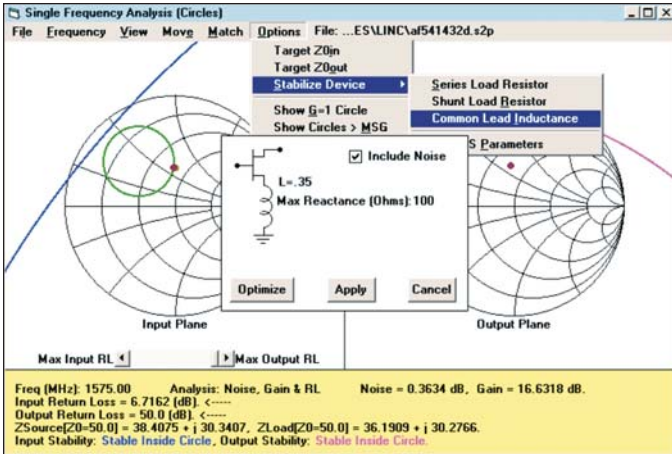 Single Frequency Analysis (Circles)
File Frequency View Move Match Options File: ...ES\LINC\af541432d.s2p
Target Z0in
Target Z0out
Stabilize Device
Show G=1 Circle
Show Circles > MSG
Series Load Resistor
Shunt Load Resistor
Common Lead Inductance
S Parameters
Include Noise
L=.35
Max Reactance (Ohms): 100
Optimize Apply Cancel
Input Plane Output Plane
Max Input RL Max Output RL
Freq (MHz): 1575.00 Analysis: Noise, Gain & RL Noise = 0.3634 dB, Gain = 16.6318 dB.
Input Return Loss = 6.7162 (dB). <-----
Output Return Loss = 50.0 (dB). <-----
ZSource[Z0=50.0] = 38.4075 + j 30.3407, ZLoad[Z0=50.0] = 36.1909 + j 30.2766.
Input Stability: Stable Inside Circle, Output Stability: Stable Inside Circle.